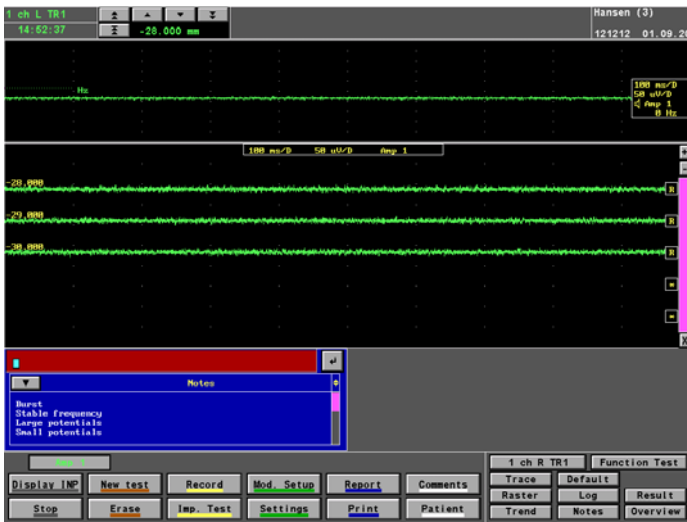 1 ch L TR1
Hansen (3)
14:52:37
-28.000 mm
121212 01.09.20
Hz
100 ms/D
50 uV/D
Amp 1
0 Hz
100 ms/D 50 uV/D Amp 1
-28.000 R
-29.000 R
-30.000 R
X
Notes
Burst
Stable frequency
Large potentials
Small potentials
Amp 1
1 ch R TR1 Function Test
Display INP New test Record Mod. Setup Report Comments
Trace Default
Raster Log Result
Stop Erase Imp. Test Settings Print Patient
Trend Notes Overview